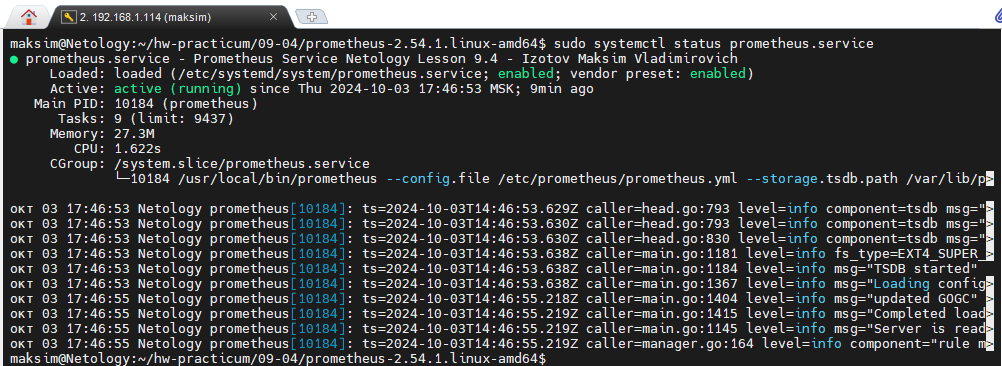 2. 192.168.1.114 (maksim)
maksim@Netology:~/hw-practicum/09-04/prometheus-2.54.1.linux-amd64$ sudo systemctl status prometheus.service
● prometheus.service - Prometheus Service Netology Lesson 9.4 - Izotov Maksim Vladimirovich
Loaded: loaded (/etc/systemd/system/prometheus.service; enabled; vendor preset: enabled)
Active: active (running) since Thu 2024-10-03 17:46:53 MSK; 9min ago
Main PID: 10184 (prometheus)
Tasks: 9 (limit: 9437)
Memory: 27.3M
CPU: 1.622s
CGroup: /system.slice/prometheus.service
└─10184 /usr/local/bin/prometheus --config.file /etc/prometheus/prometheus.yml --storage.tsdb.path /var/lib/p>
окт 03 17:46:53 Netology prometheus[10184]: ts=2024-10-03T14:46:53.629Z caller=head.go:793 level=info component=tsdb msg=">
окт 03 17:46:53 Netology prometheus[10184]: ts=2024-10-03T14:46:53.630Z caller=head.go:793 level=info component=tsdb msg=">
окт 03 17:46:53 Netology prometheus[10184]: ts=2024-10-03T14:46:53.630Z caller=head.go:830 level=info component=tsdb msg=">
окт 03 17:46:53 Netology prometheus[10184]: ts=2024-10-03T14:46:53.638Z caller=main.go:1181 level=info fs_type=EXT4_SUPER_>
окт 03 17:46:53 Netology prometheus[10184]: ts=2024-10-03T14:46:53.638Z caller=main.go:1184 level=info msg="TSDB started"
окт 03 17:46:53 Netology prometheus[10184]: ts=2024-10-03T14:46:53.638Z caller=main.go:1367 level=info msg="Loading config>
окт 03 17:46:55 Netology prometheus[10184]: ts=2024-10-03T14:46:55.218Z caller=main.go:1404 level=info msg="updated GOGC" >
окт 03 17:46:55 Netology prometheus[10184]: ts=2024-10-03T14:46:55.219Z caller=main.go:1415 level=info msg="Completed load>
окт 03 17:46:55 Netology prometheus[10184]: ts=2024-10-03T14:46:55.219Z caller=main.go:1145 level=info msg="Server is read>
окт 03 17:46:55 Netology prometheus[10184]: ts=2024-10-03T14:46:55.219Z caller=manager.go:164 level=info component="rule m>
maksim@Netology:~/hw-practicum/09-04/prometheus-2.54.1.linux-amd64$